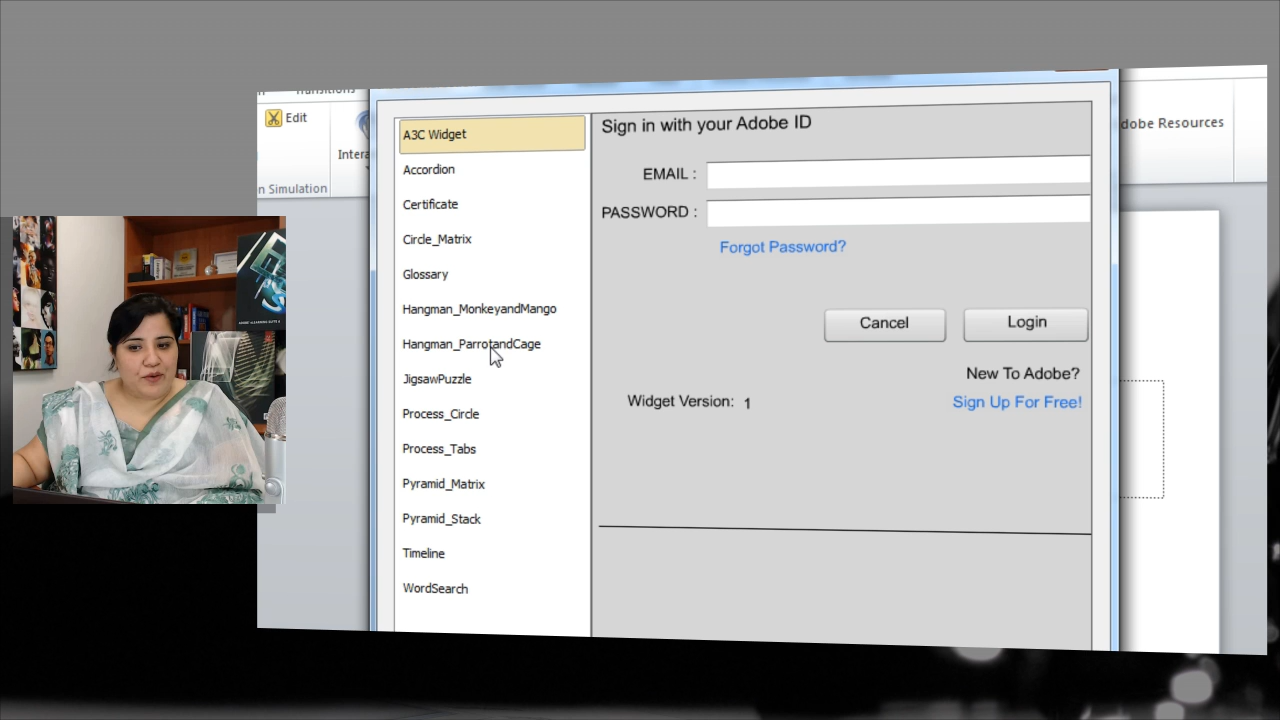 Edit
n Simulation
dobe Resources
A3C Widget
Accordion
Certificate
Circle_Matrix
Glossary
Hangman_MonkeyandMango
Hangman_ParrotandCage
JigsawPuzzle
Process_Circle
Process_Tabs
Pyramid_Matrix
Pyramid_Stack
Timeline
WordSearch
Sign in with your Adobe ID
EMAIL :
PASSWORD :
Forgot Password?
Cancel
Login
New To Adobe?
Widget Version: 1
Sign Up For Free!